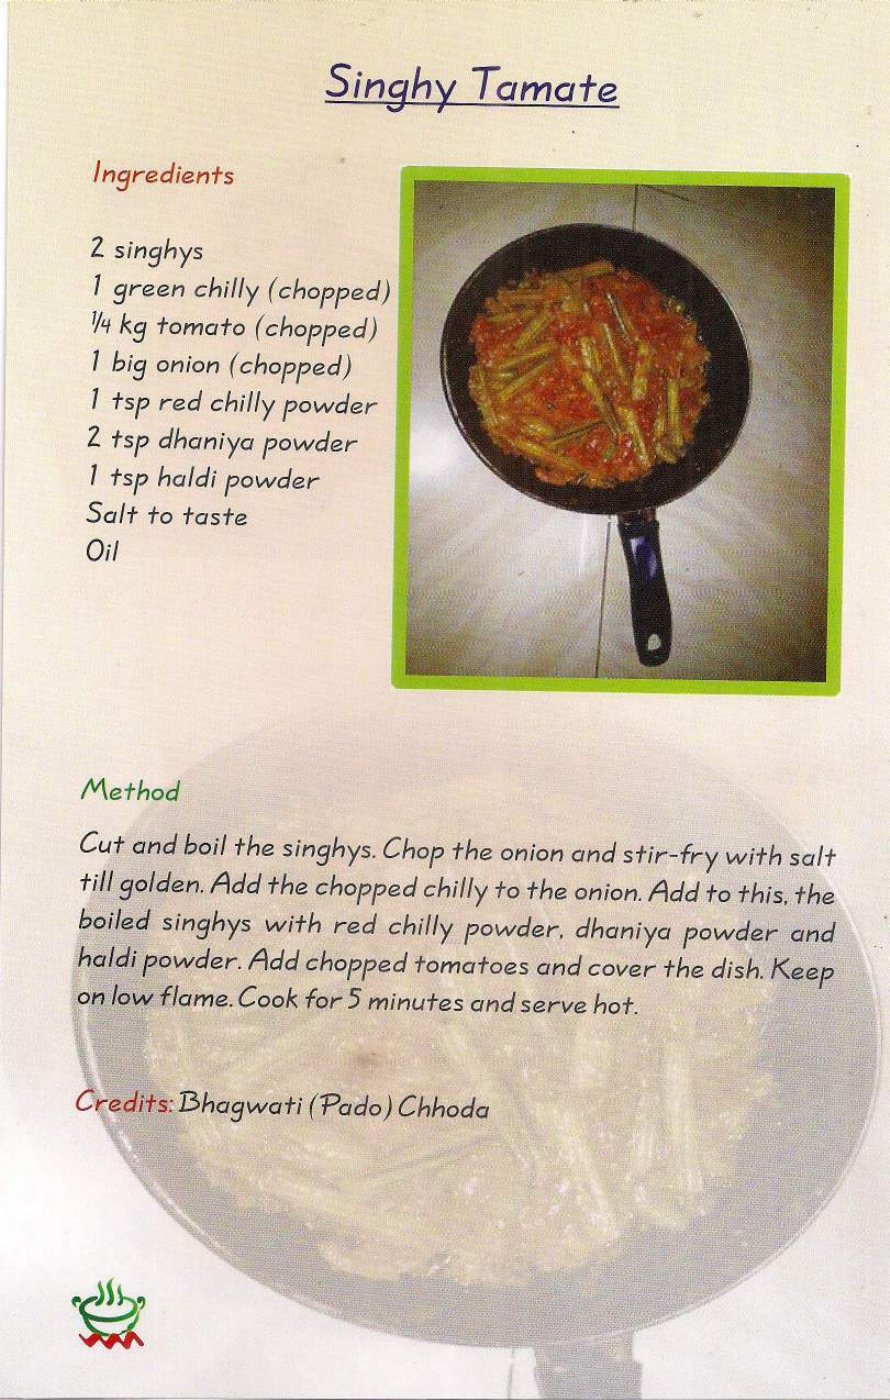 Singhy Tamate
Ingredients
2 singhys
1 green chilly (chopped)
¼ kg tomato (chopped)
1 big onion (chopped)
1 tsp red chilly powder
2 tsp dhaniya powder
1 tsp haldi powder
Salt to taste
Oil
Method
Cut and boil the singhys. Chop the onion and stir-fry with salt
till golden. Add the chopped chilly to the onion. Add to this, the
boiled singhys with red chilly powder, dhaniya powder and
haldi powder. Add chopped tomatoes and cover the dish. Keep
on low flame. Cook for 5 minutes and serve hot.
Credits: Bhagwati (Pado) Chhoda